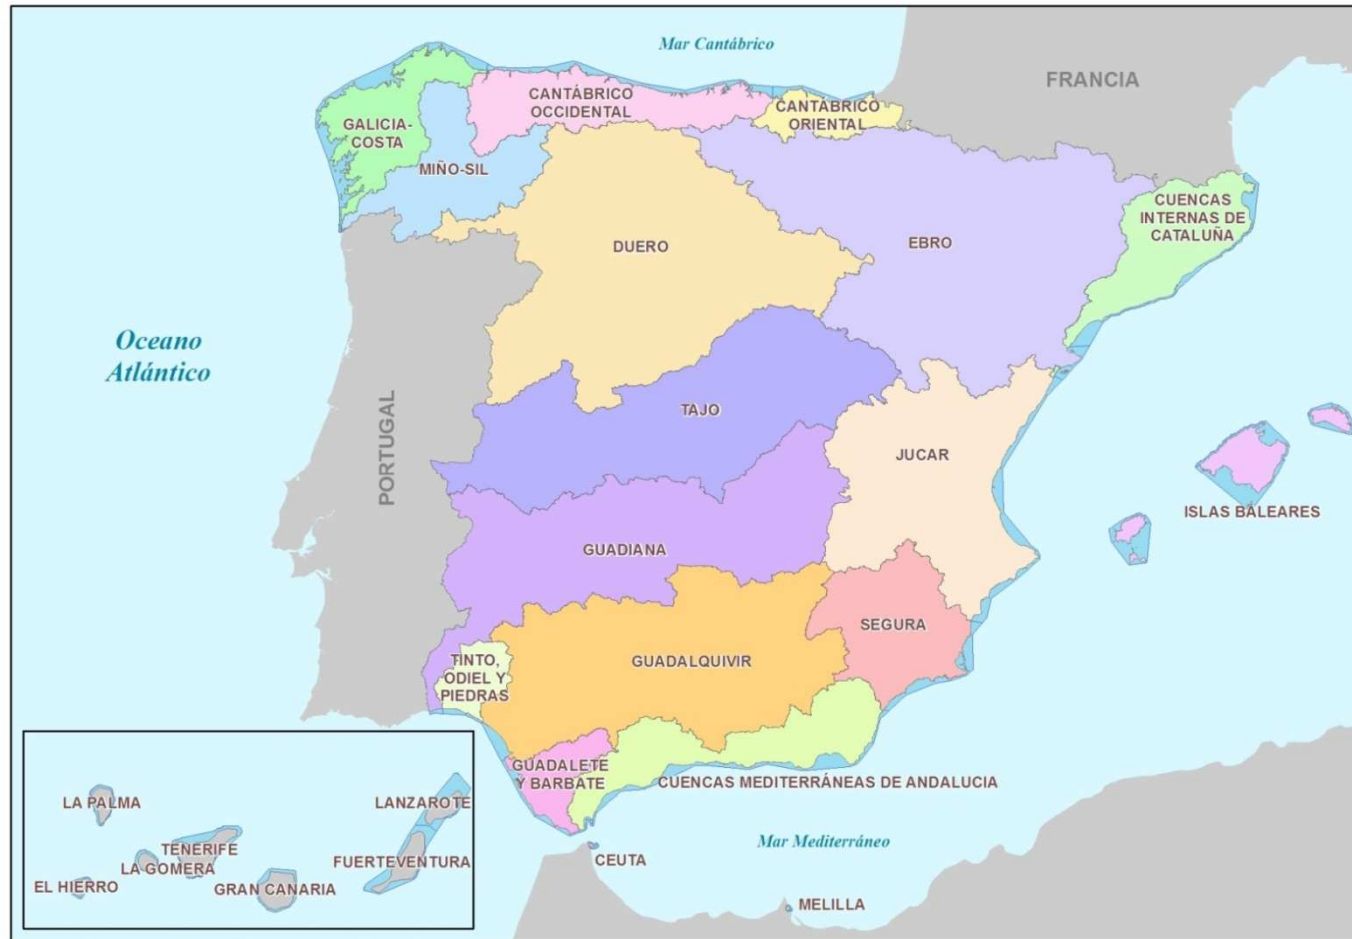 Mar Cantábrico
FRANCIA
CANTÁBRICO
OCCIDENTAL
CANTÁBRICO
ORIENTAL
GALICIA-
COSTA
MIÑO-SIL
CUENCAS
INTERNAS DE
CATALUÑA
DUERO
EBRO
Oceano
Atlántico
PORTUGAL
TAJO
JUCAR
ISLAS BALEARES
GUADIANA
SEGURA
TINTO,
ODIEL Y
PIEDRAS
GUADALQUIVIR
GUADALETE
Y BARBATE
CUENCAS MEDITERRÁNEAS DE ANDALUCIA
Mar Mediterráneo
CEUTA
MELILLA
LA PALMA
LANZAROTE
TENERIFE
LA GOMERA
FUERTEVENTURA
EL HIERRO
GRAN CANARIA